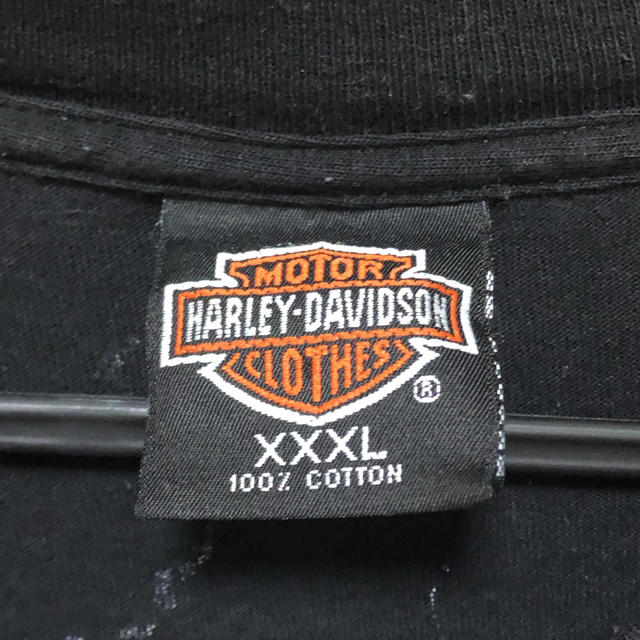 MOTOR
HARLEY-DAVIDSON
CLOTHES
®
XXXL
100% COTTON